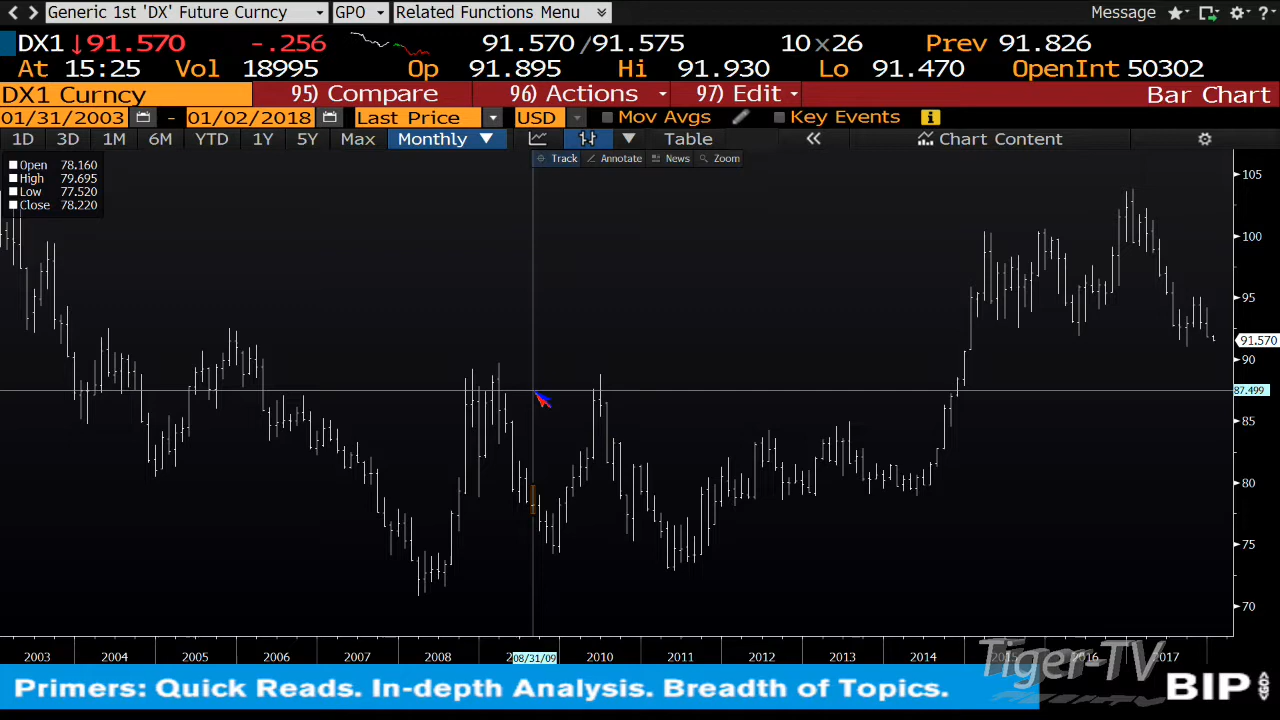 Generic 1st 'DX' Future Curncy GPO Related Functions Menu Message
DX1 ↓91.570 -.256 91.570/91.575 10x26 Prev 91.826
At 15:25 Vol 18995 Op 91.895 Hi 91.930 Lo 91.470 OpenInt 50302
DX1 Curncy 95) Compare 96) Actions 97) Edit Bar Chart
01/31/2003 - 01/02/2018 Last Price USD Mov Avgs Key Events
1D 3D 1M 6M YTD 1Y 5Y Max Monthly Table Chart Content
Track Annotate News Zoom
Open 78.160
High 79.695
Low 77.520
Close 78.220
105
100
95
91.570
90
87.499
85
80
75
70
2003 2004 2005 2006 2007 2008 08/31/09 2010 2011 2012 2013 2014 2015 2016 2017
Tiger-TV
Primers: Quick Reads. In-depth Analysis. Breadth of Topics.
BIP
GO